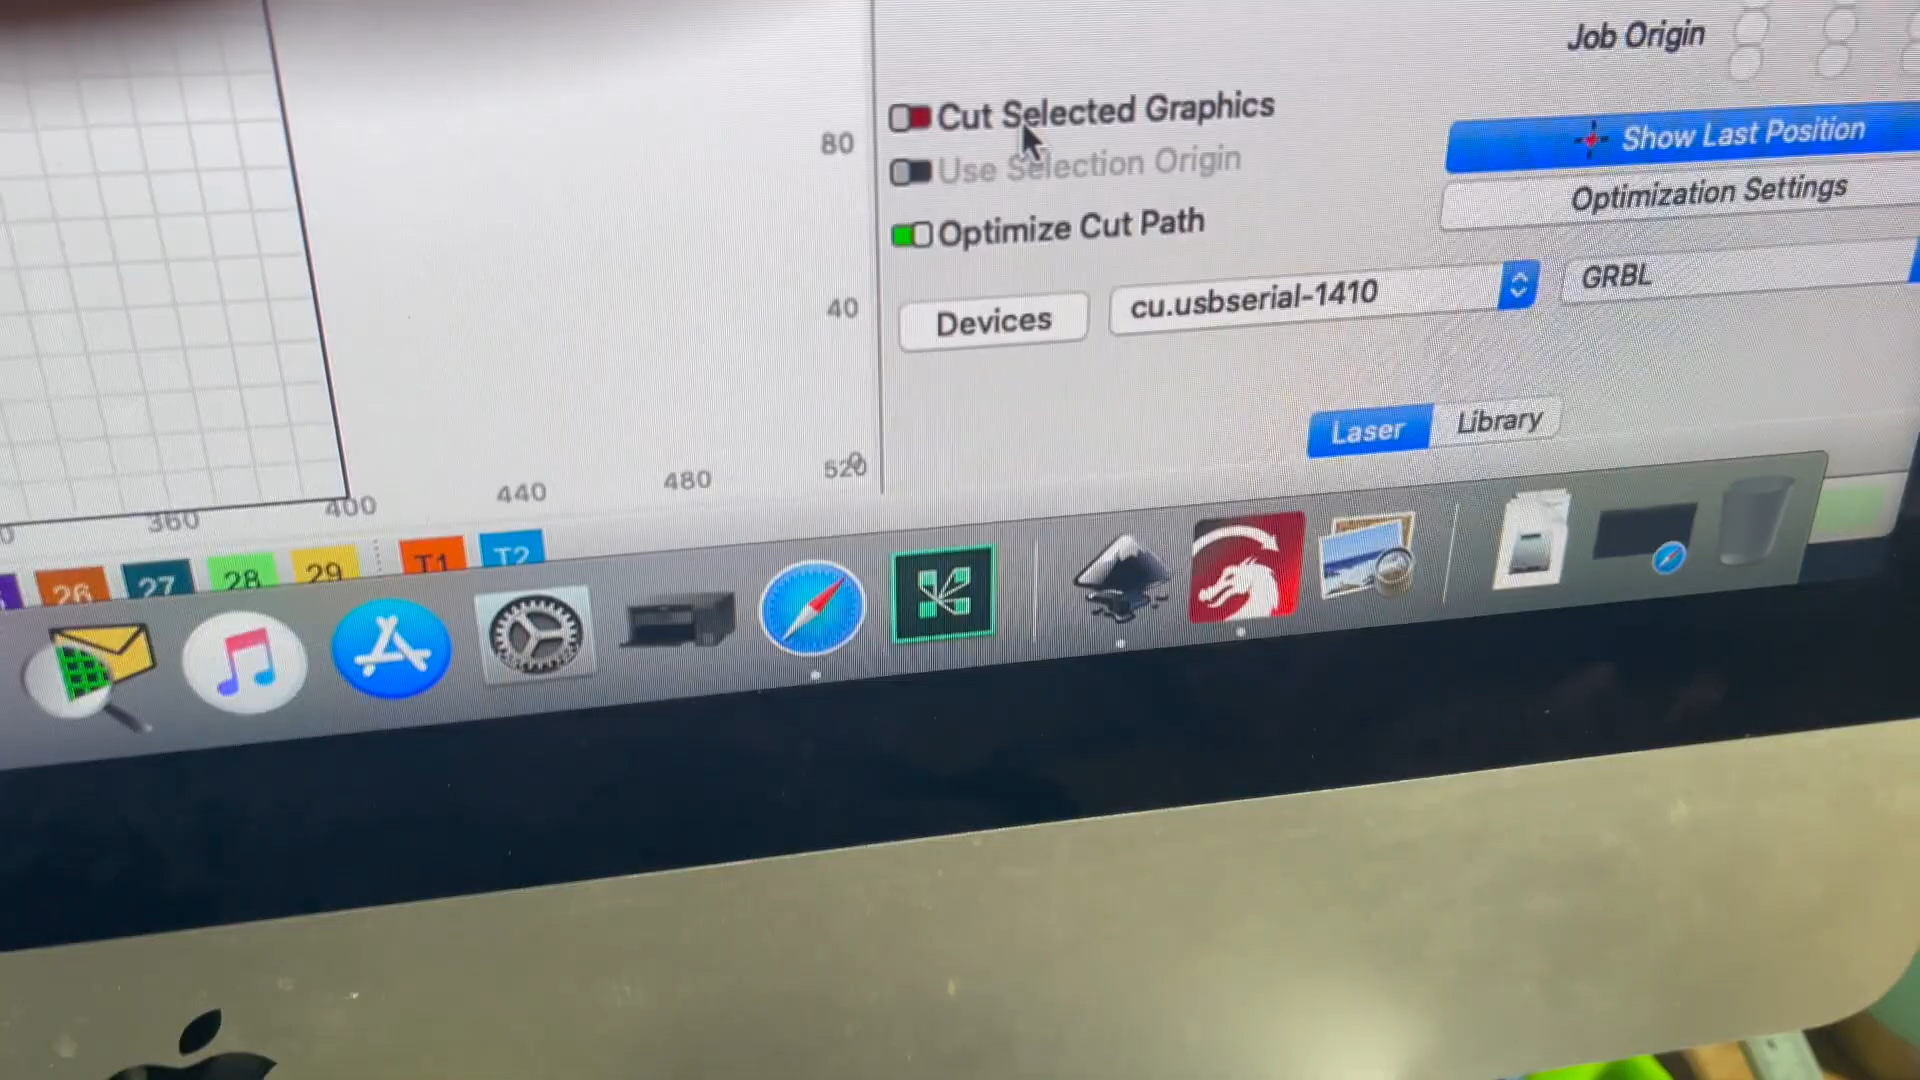 Job Origin
Cut Selected Graphics
80
Show Last Position
Use Selection Origin
Optimization Settings
Optimize Cut Path
GRBL
40
Devices
cu.usbserial-1410
Laser
Library
520
0
480
440
400
360
26
27
28
29
T1
T2